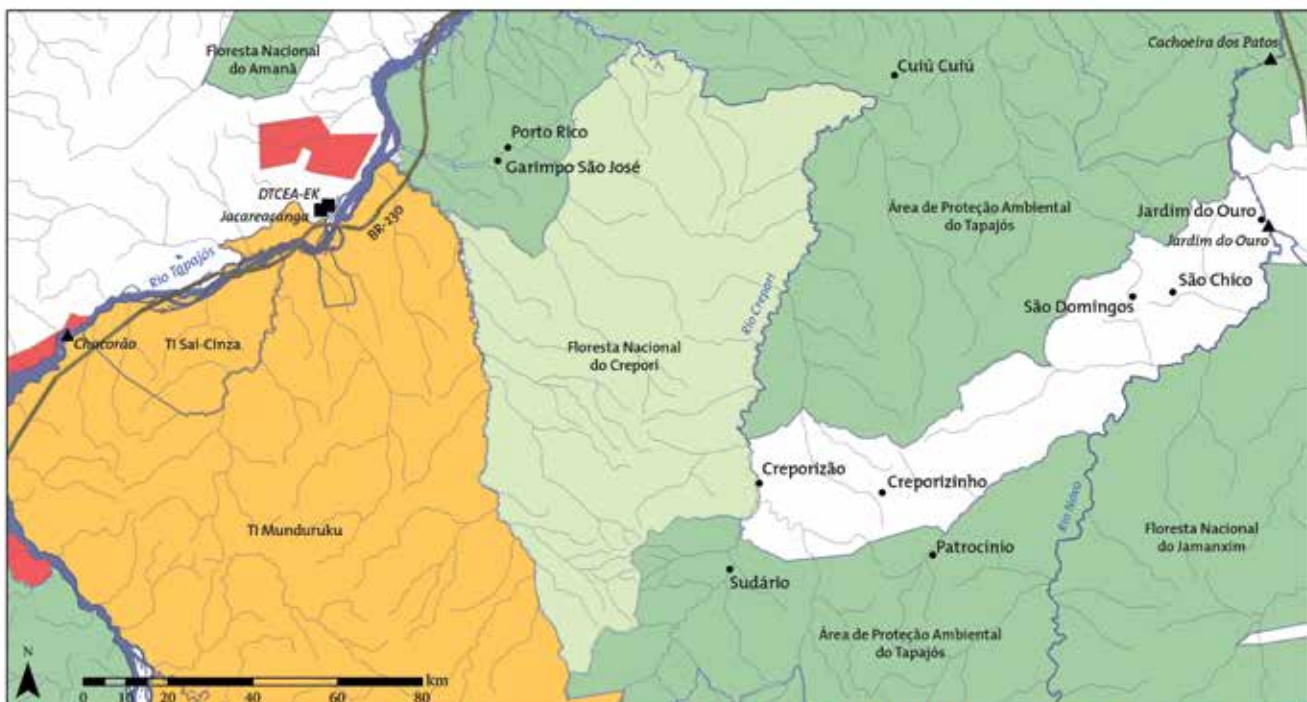 Floresta Nacional
do Amanã
Cachoeira dos Patos
Cuiú Cuiú
Porto Rico
Garimpo São José
DTCEA-EK
Jacareacanga
BR-230
Rio Tapajós
Área de Proteção Ambiental
do Tapajós
Jardim do Ouro
Jardim do Ouro
São Chico
São Domingos
Rio Crepori
Chacorão
TI Sai-Cinza
Floresta Nacional
do Crepori
Creporizão
Creporizinho
Rio Novo
Floresta Nacional
do Jamanxim
TI Munduruku
Patrocinio
Sudário
Área de Proteção Ambiental
do Tapajós
N
km
0 10 20 40 60 80